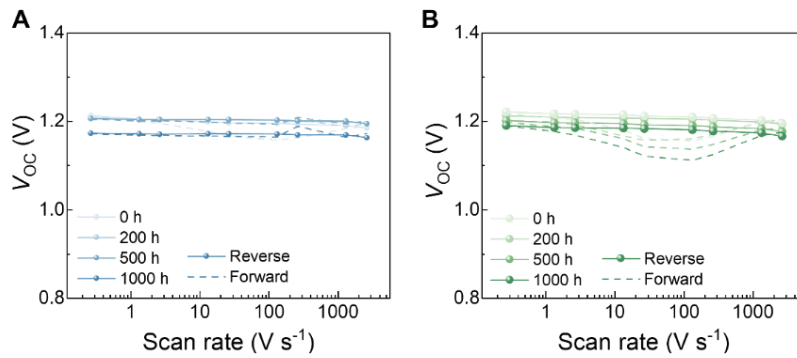 A
1.4
1.2
1.0
0.8
V_OC (V)
0 h
200 h
500 h
1000 h
Reverse
Forward
1 10 100 1000
Scan rate (V s⁻¹)
B
1.4
1.2
1.0
0.8
V_OC (V)
0 h
200 h
500 h
1000 h
Reverse
Forward
1 10 100 1000
Scan rate (V s⁻¹)